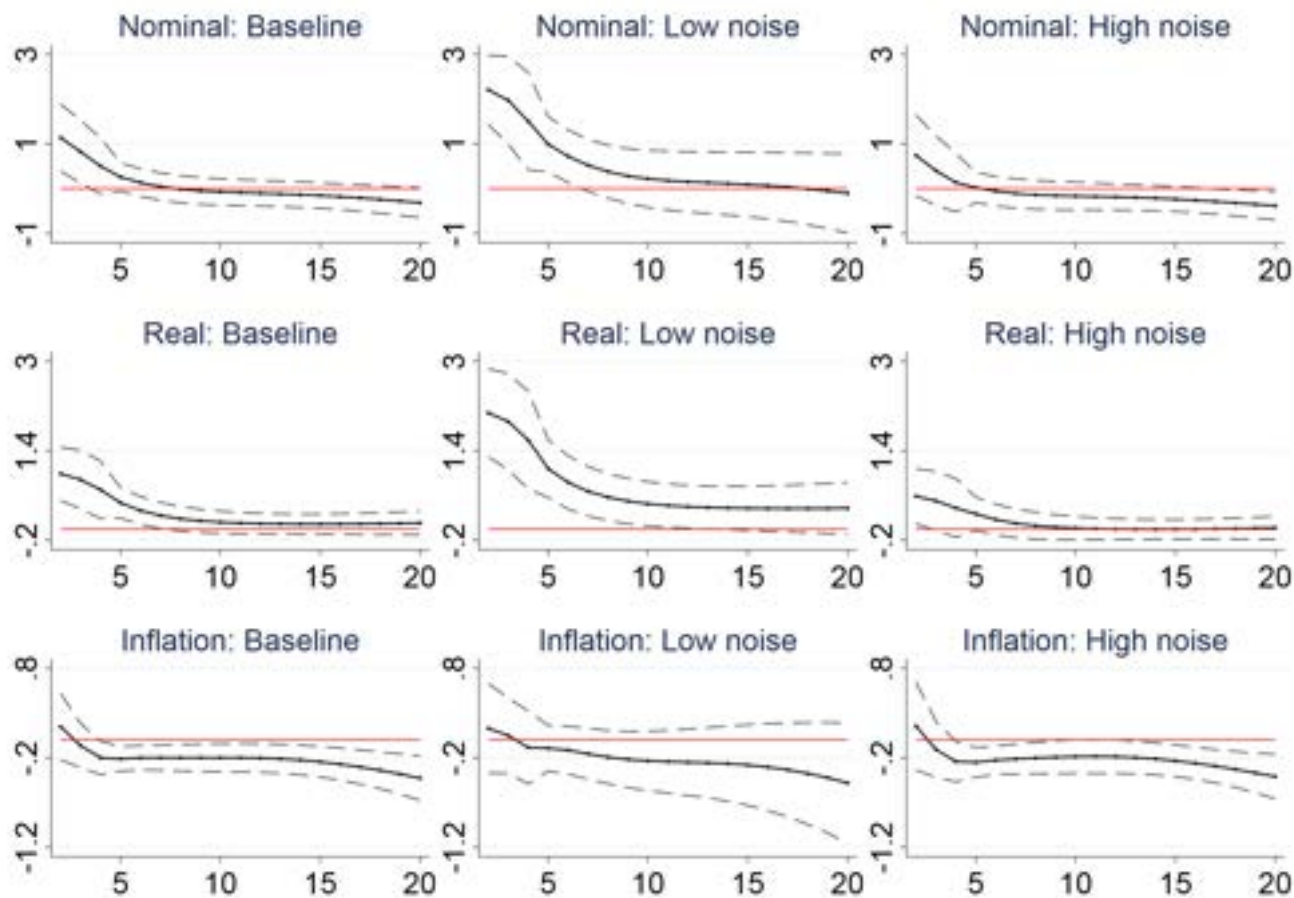 Nominal: Baseline Nominal: Low noise Nominal: High noise
3 3 3
1 1 1
-1 -1 -1
5 10 15 20 5 10 15 20 5 10 15 20
Real: Baseline Real: Low noise Real: High noise
3 3 3
1.4 1.4 1.4
-.2 -.2 -.2
5 10 15 20 5 10 15 20 5 10 15 20
Inflation: Baseline Inflation: Low noise Inflation: High noise
.8 .8 .8
-.2 -.2 -.2
-1.2 -1.2 -1.2
5 10 15 20 5 10 15 20 5 10 15 20